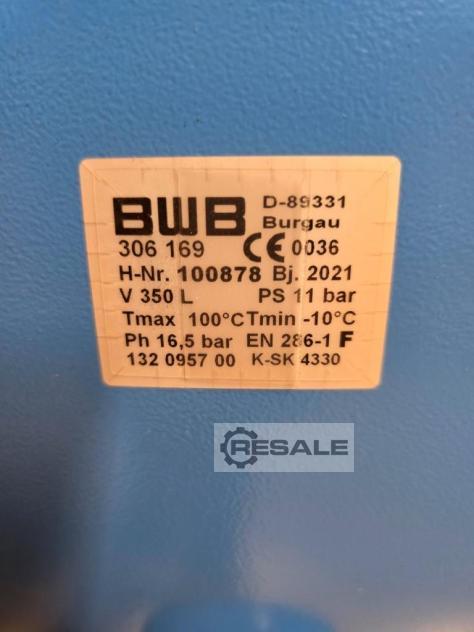 BWB D-89331
Burgau
306 169 CE 0036
H-Nr. 100878 Bj. 2021
V 350 L PS 11 bar
Tmax 100°C Tmin -10°C
Ph 16,5 bar EN 286-1 F
132 0957 00 K-SK 4330
RESALE